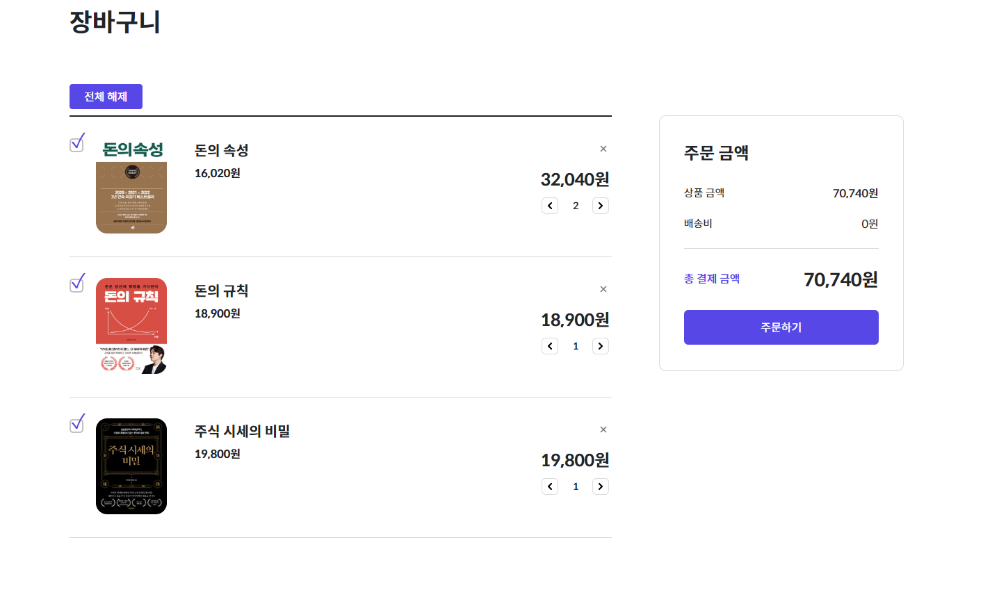 장바구니
전체 해제
돈의 속성
2020 > 2021 > 2022
3년 연속 최장기 베스트셀러
돈의 속성
16,020원
×
32,040원
2
돈의 규칙
돈의 규칙
18,900원
×
18,900원
1
주식 시세의
비밀
주식 시세의 비밀
19,800원
×
19,800원
1
주문 금액
상품 금액 70,740원
배송비 0원
총 결제 금액 70,740원
주문하기